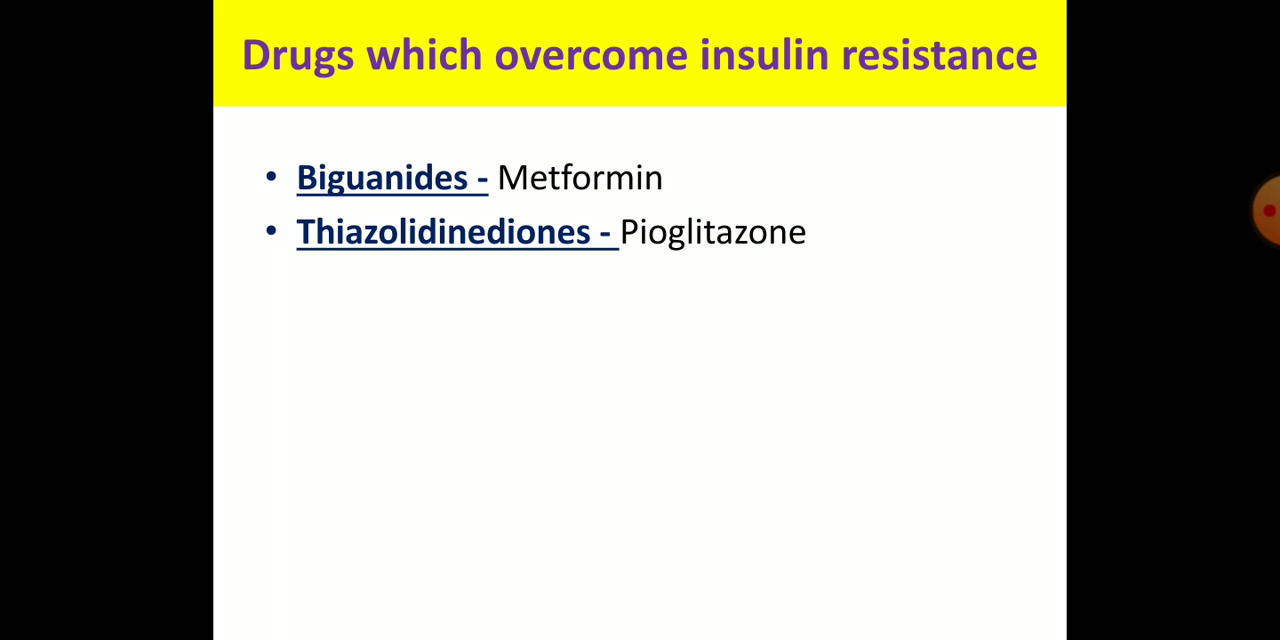 Drugs which overcome insulin resistance
• Biguanides - Metformin
• Thiazolidinediones - Pioglitazone